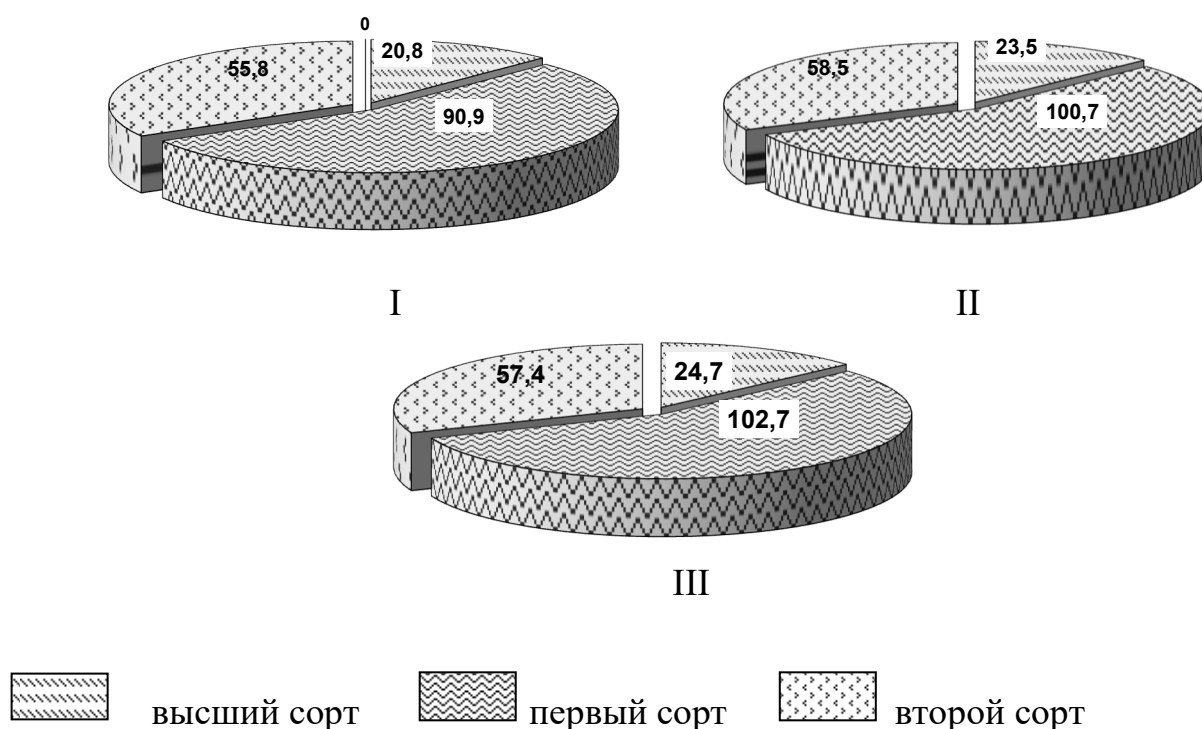 0
20,8
55,8
90,9
I
23,5
58,5
100,7
II
24,7
57,4
102,7
III
высший сорт
первый сорт
второй сорт